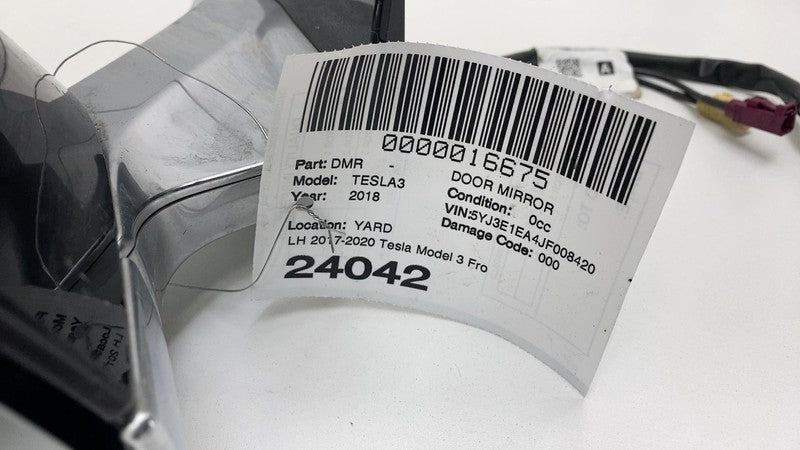 0000016675
Part: DMR - DOOR MIRROR
Model: TESLA3 Condition: 0cc
Year: 2018 VIN:5YJ3E1EA4JF008420
Location: YARD Damage Code: 000
LH 2017-2020 Tesla Model 3 Fro
24042
A